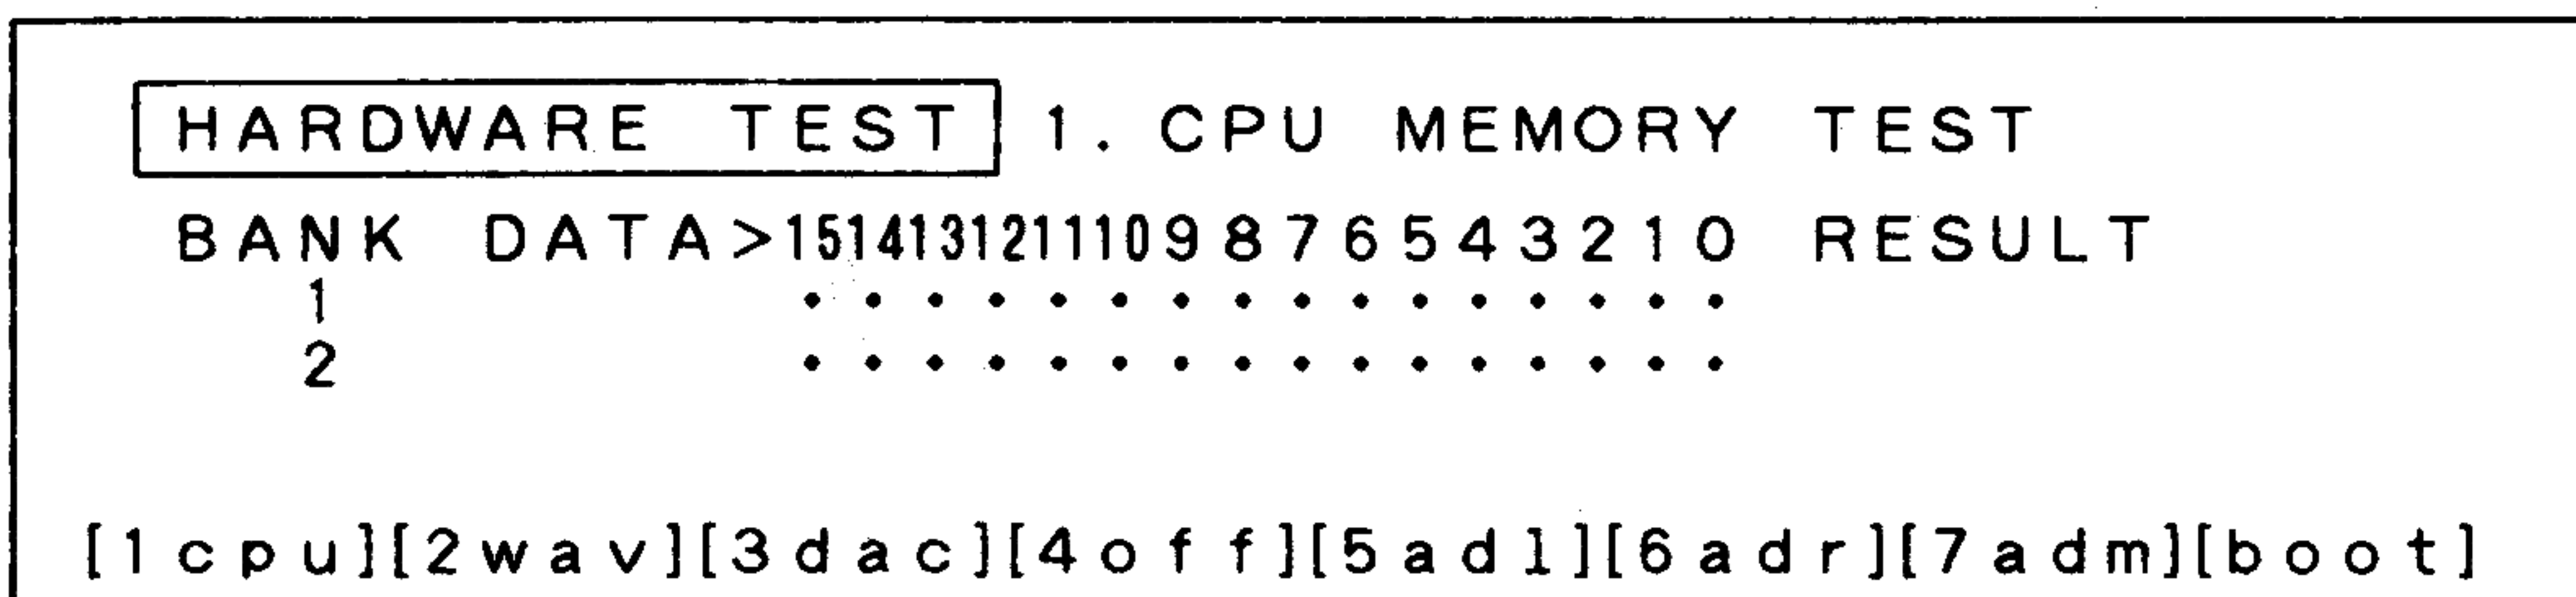 HARDWARE TEST 1. CPU MEMORY TEST
BANK DATA>1514131211109876543210 RESULT
1 . . . . . . . . . . . . . . . .
2 . . . . . . . . . . . . . . . .
[1cpu][2wav][3dac][4off][5adl][6adr][7adm][boot]